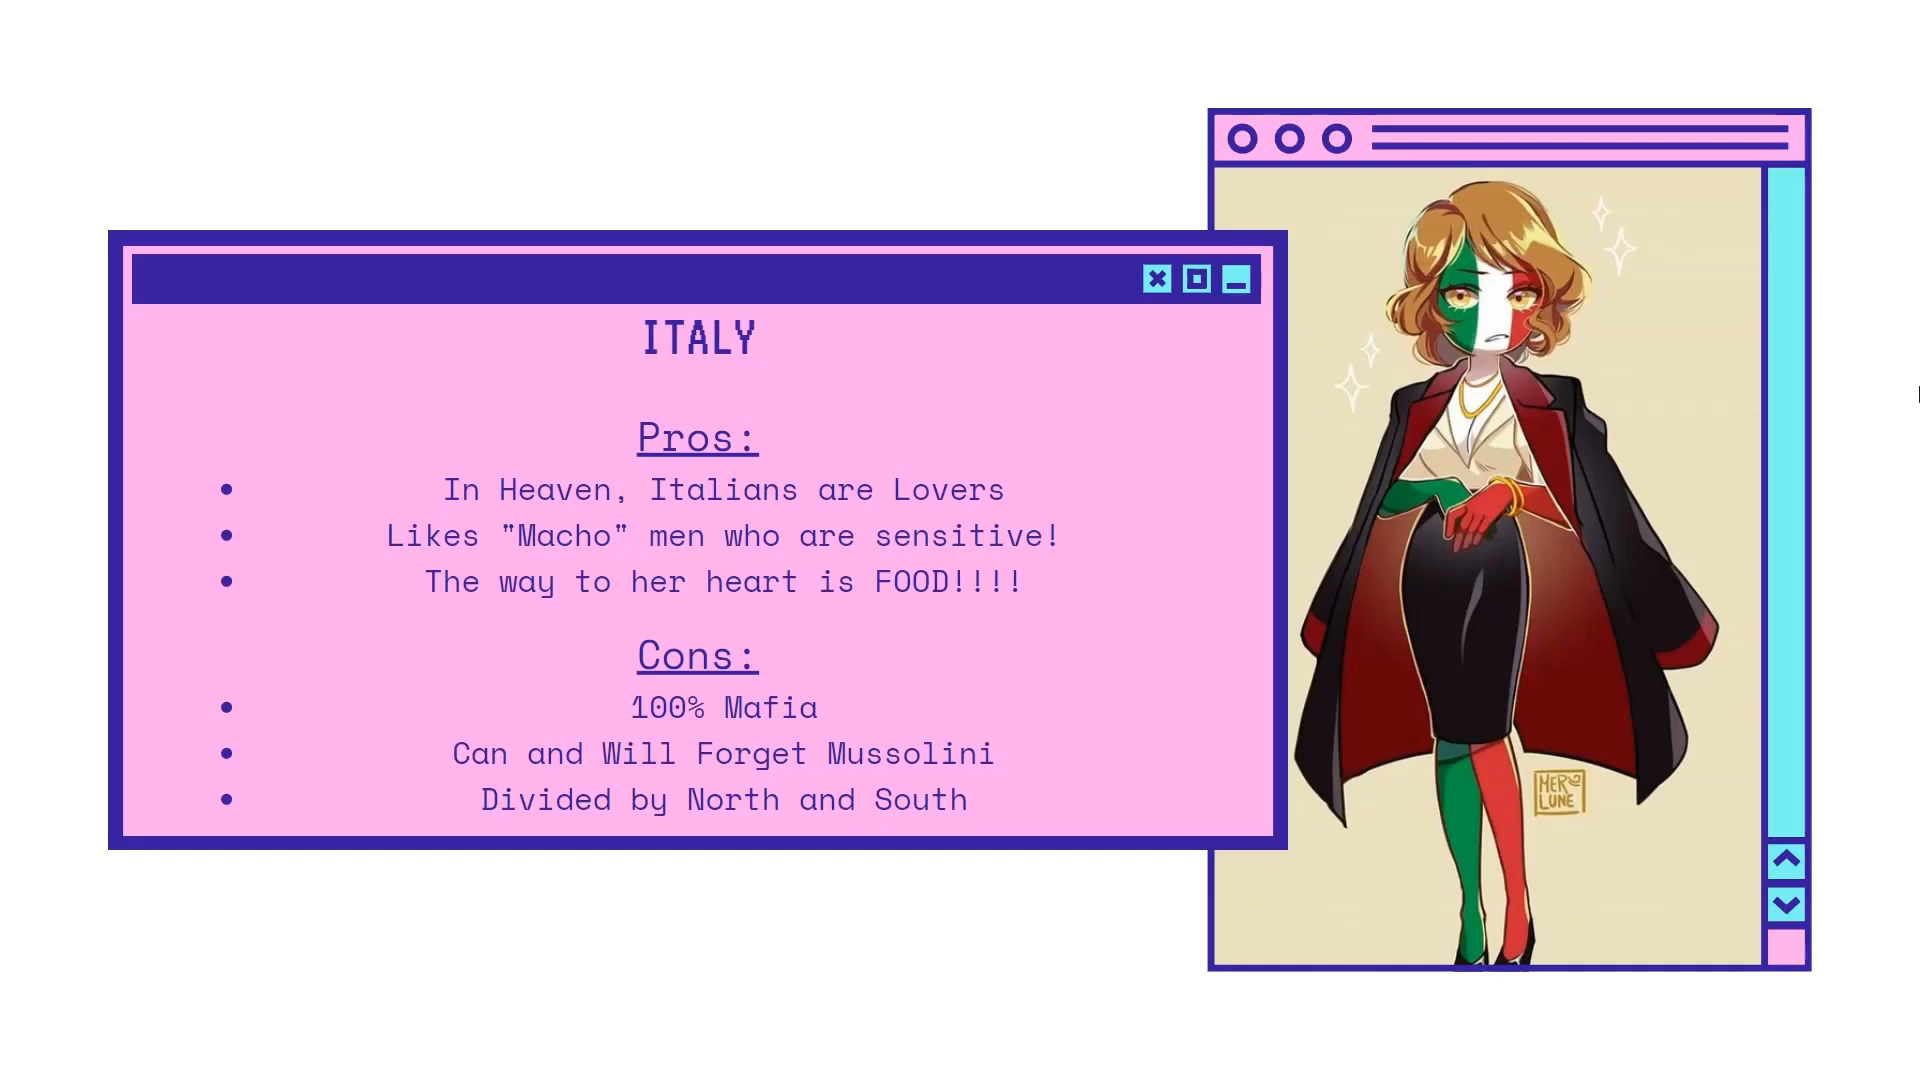 ITALY
Pros:
In Heaven, Italians are Lovers
Likes "Macho" men who are sensitive!
The way to her heart is FOOD!!!!
Cons:
100% Mafia
Can and Will Forget Mussolini
Divided by North and South
MER
LUNE